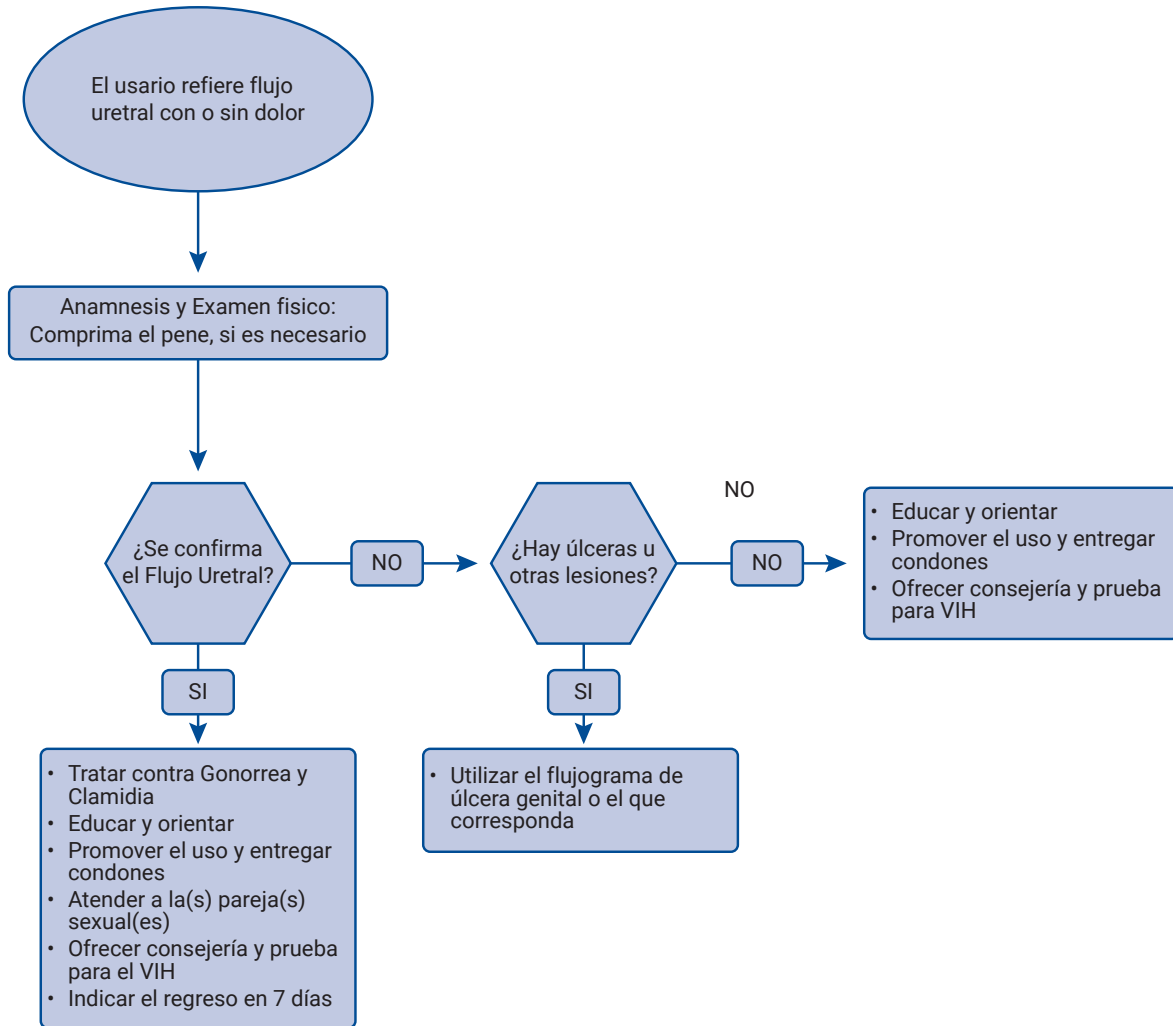 El usario refiere flujo
uretral con o sin dolor
Anamnesis y Examen fisico:
Comprima el pene, si es necesario
¿Se confirma
el Flujo Uretral?
NO
¿Hay úlceras u
otras lesiones?
NO
NO
• Educar y orientar
• Promover el uso y entregar
condones
• Ofrecer consejería y prueba
para VIH
SI
SI
• Tratar contra Gonorrea y
Clamidia
• Educar y orientar
• Promover el uso y entregar
condones
• Atender a la(s) pareja(s)
sexual(es)
• Ofrecer consejería y prueba
para el VIH
• Indicar el regreso en 7 días
• Utilizar el flujograma de
úlcera genital o el que
corresponda